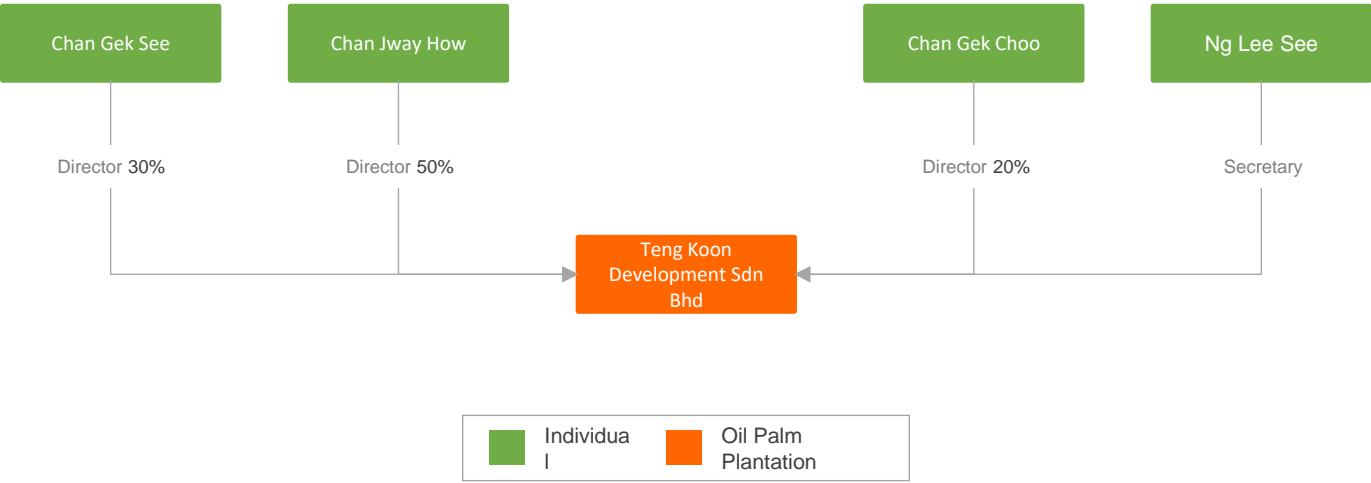 Chan Gek See
Chan Jway How
Chan Gek Choo
Ng Lee See
Director 30%
Director 50%
Director 20%
Secretary
Teng Koon
Development Sdn
Bhd
Individua
l
Oil Palm
Plantation